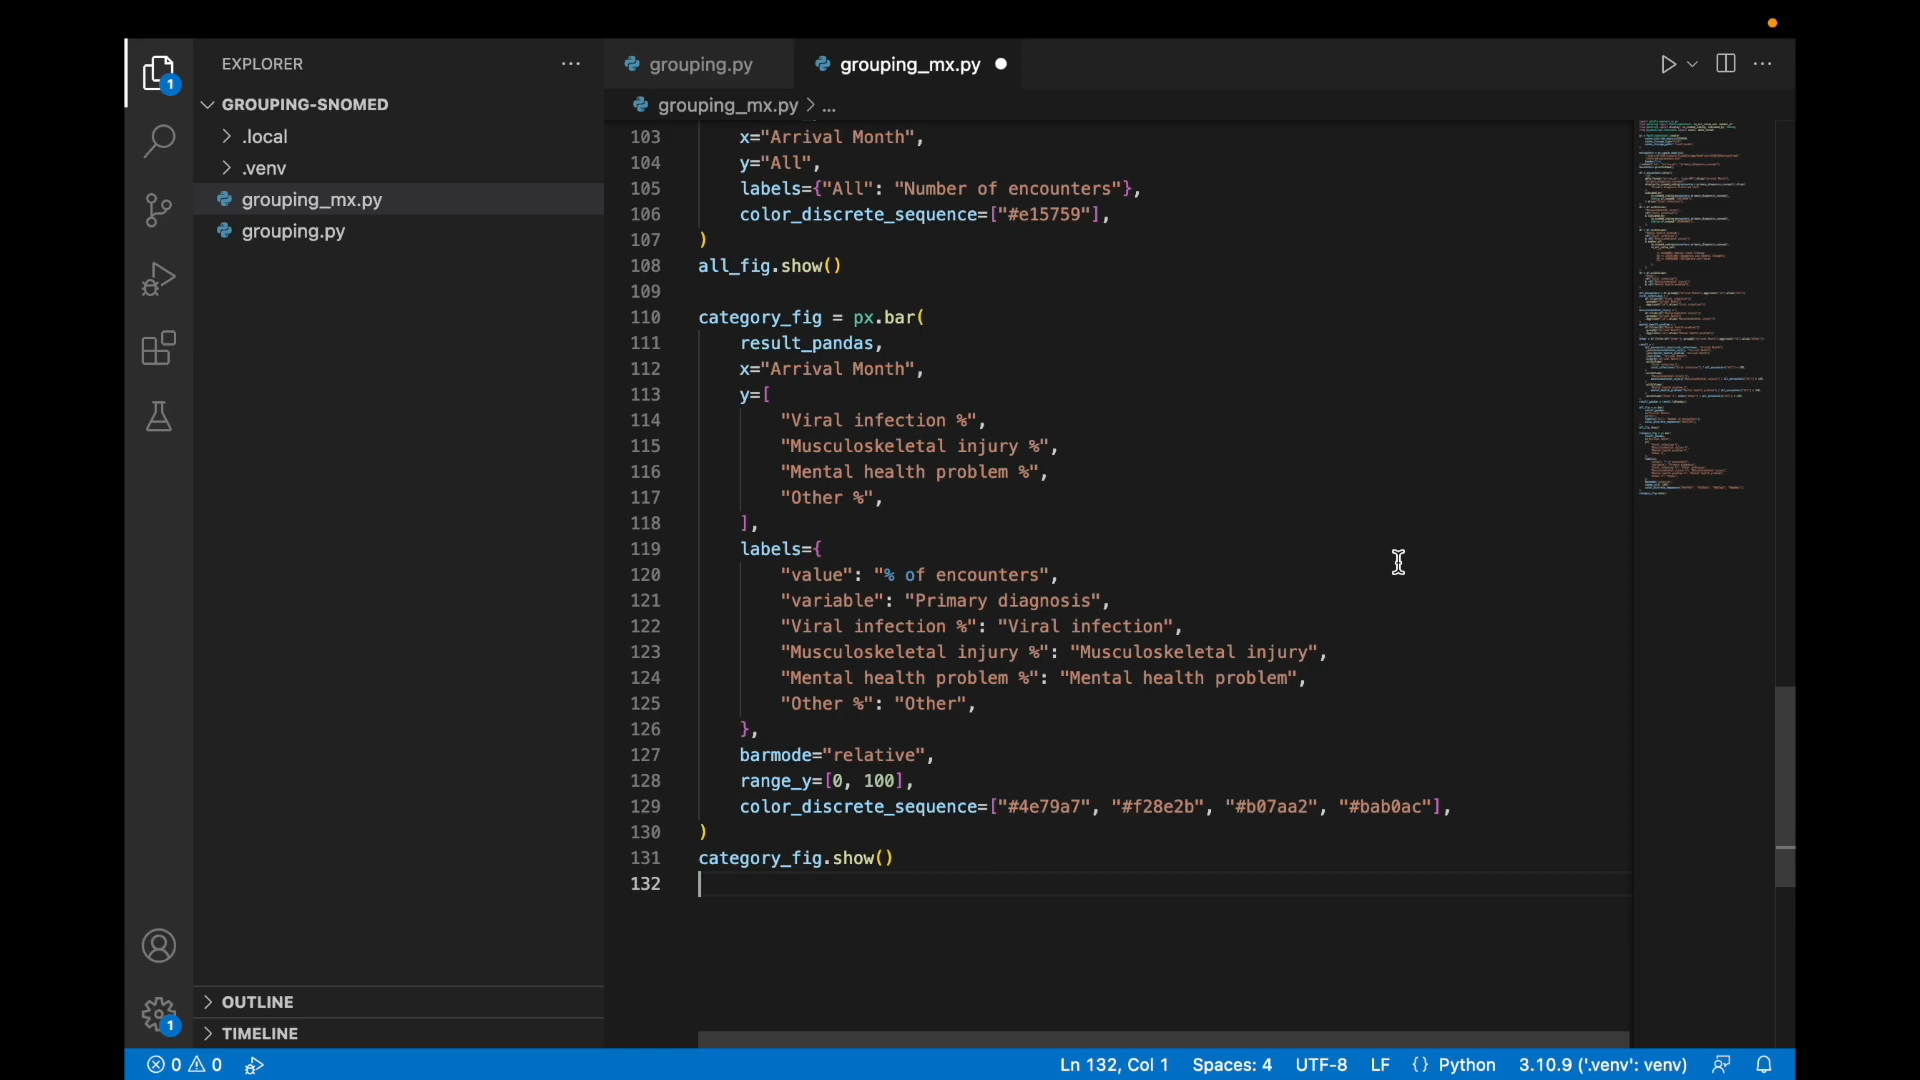 EXPLORER
GROUPING-SNOMED
.local
.venv
grouping_mx.py
grouping.py
OUTLINE
TIMELINE
grouping.py
grouping_mx.py
grouping_mx.py > ...
103 x="Arrival Month",
104 y="All",
105 labels={"All": "Number of encounters"},
106 color_discrete_sequence=["#e15759"],
107 )
108 all_fig.show()
109
110 category_fig = px.bar(
111 result_pandas,
112 x="Arrival Month",
113 y=[
114 "Viral infection %",
115 "Musculoskeletal injury %",
116 "Mental health problem %",
117 "Other %",
118 ],
119 labels={
120 "value": "% of encounters",
121 "variable": "Primary diagnosis",
122 "Viral infection %": "Viral infection",
123 "Musculoskeletal injury %": "Musculoskeletal injury",
124 "Mental health problem %": "Mental health problem",
125 "Other %": "Other",
126 },
127 barmode="relative",
128 range_y=[0, 100],
129 color_discrete_sequence=["#4e79a7", "#f28e2b", "#b07aa2", "#bab0ac"],
130 )
131 category_fig.show()
132
1
1
0 0
Ln 132, Col 1 Spaces: 4 UTF-8 LF {} Python 3.10.9 ('.venv': venv)